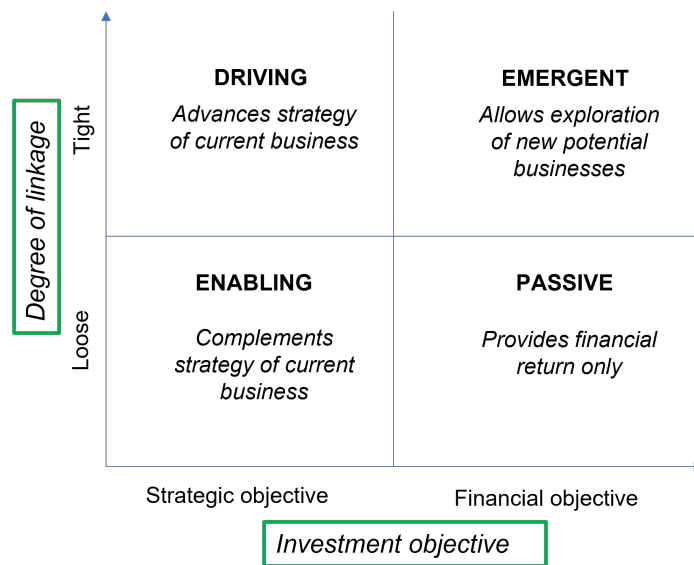 DRIVING
Advances strategy
of current business
EMERGENT
Allows exploration
of new potential
businesses
Degree of linkage
Tight
Loose
ENABLING
Complements
strategy of current
business
PASSIVE
Provides financial
return only
Strategic objective
Financial objective
Investment objective